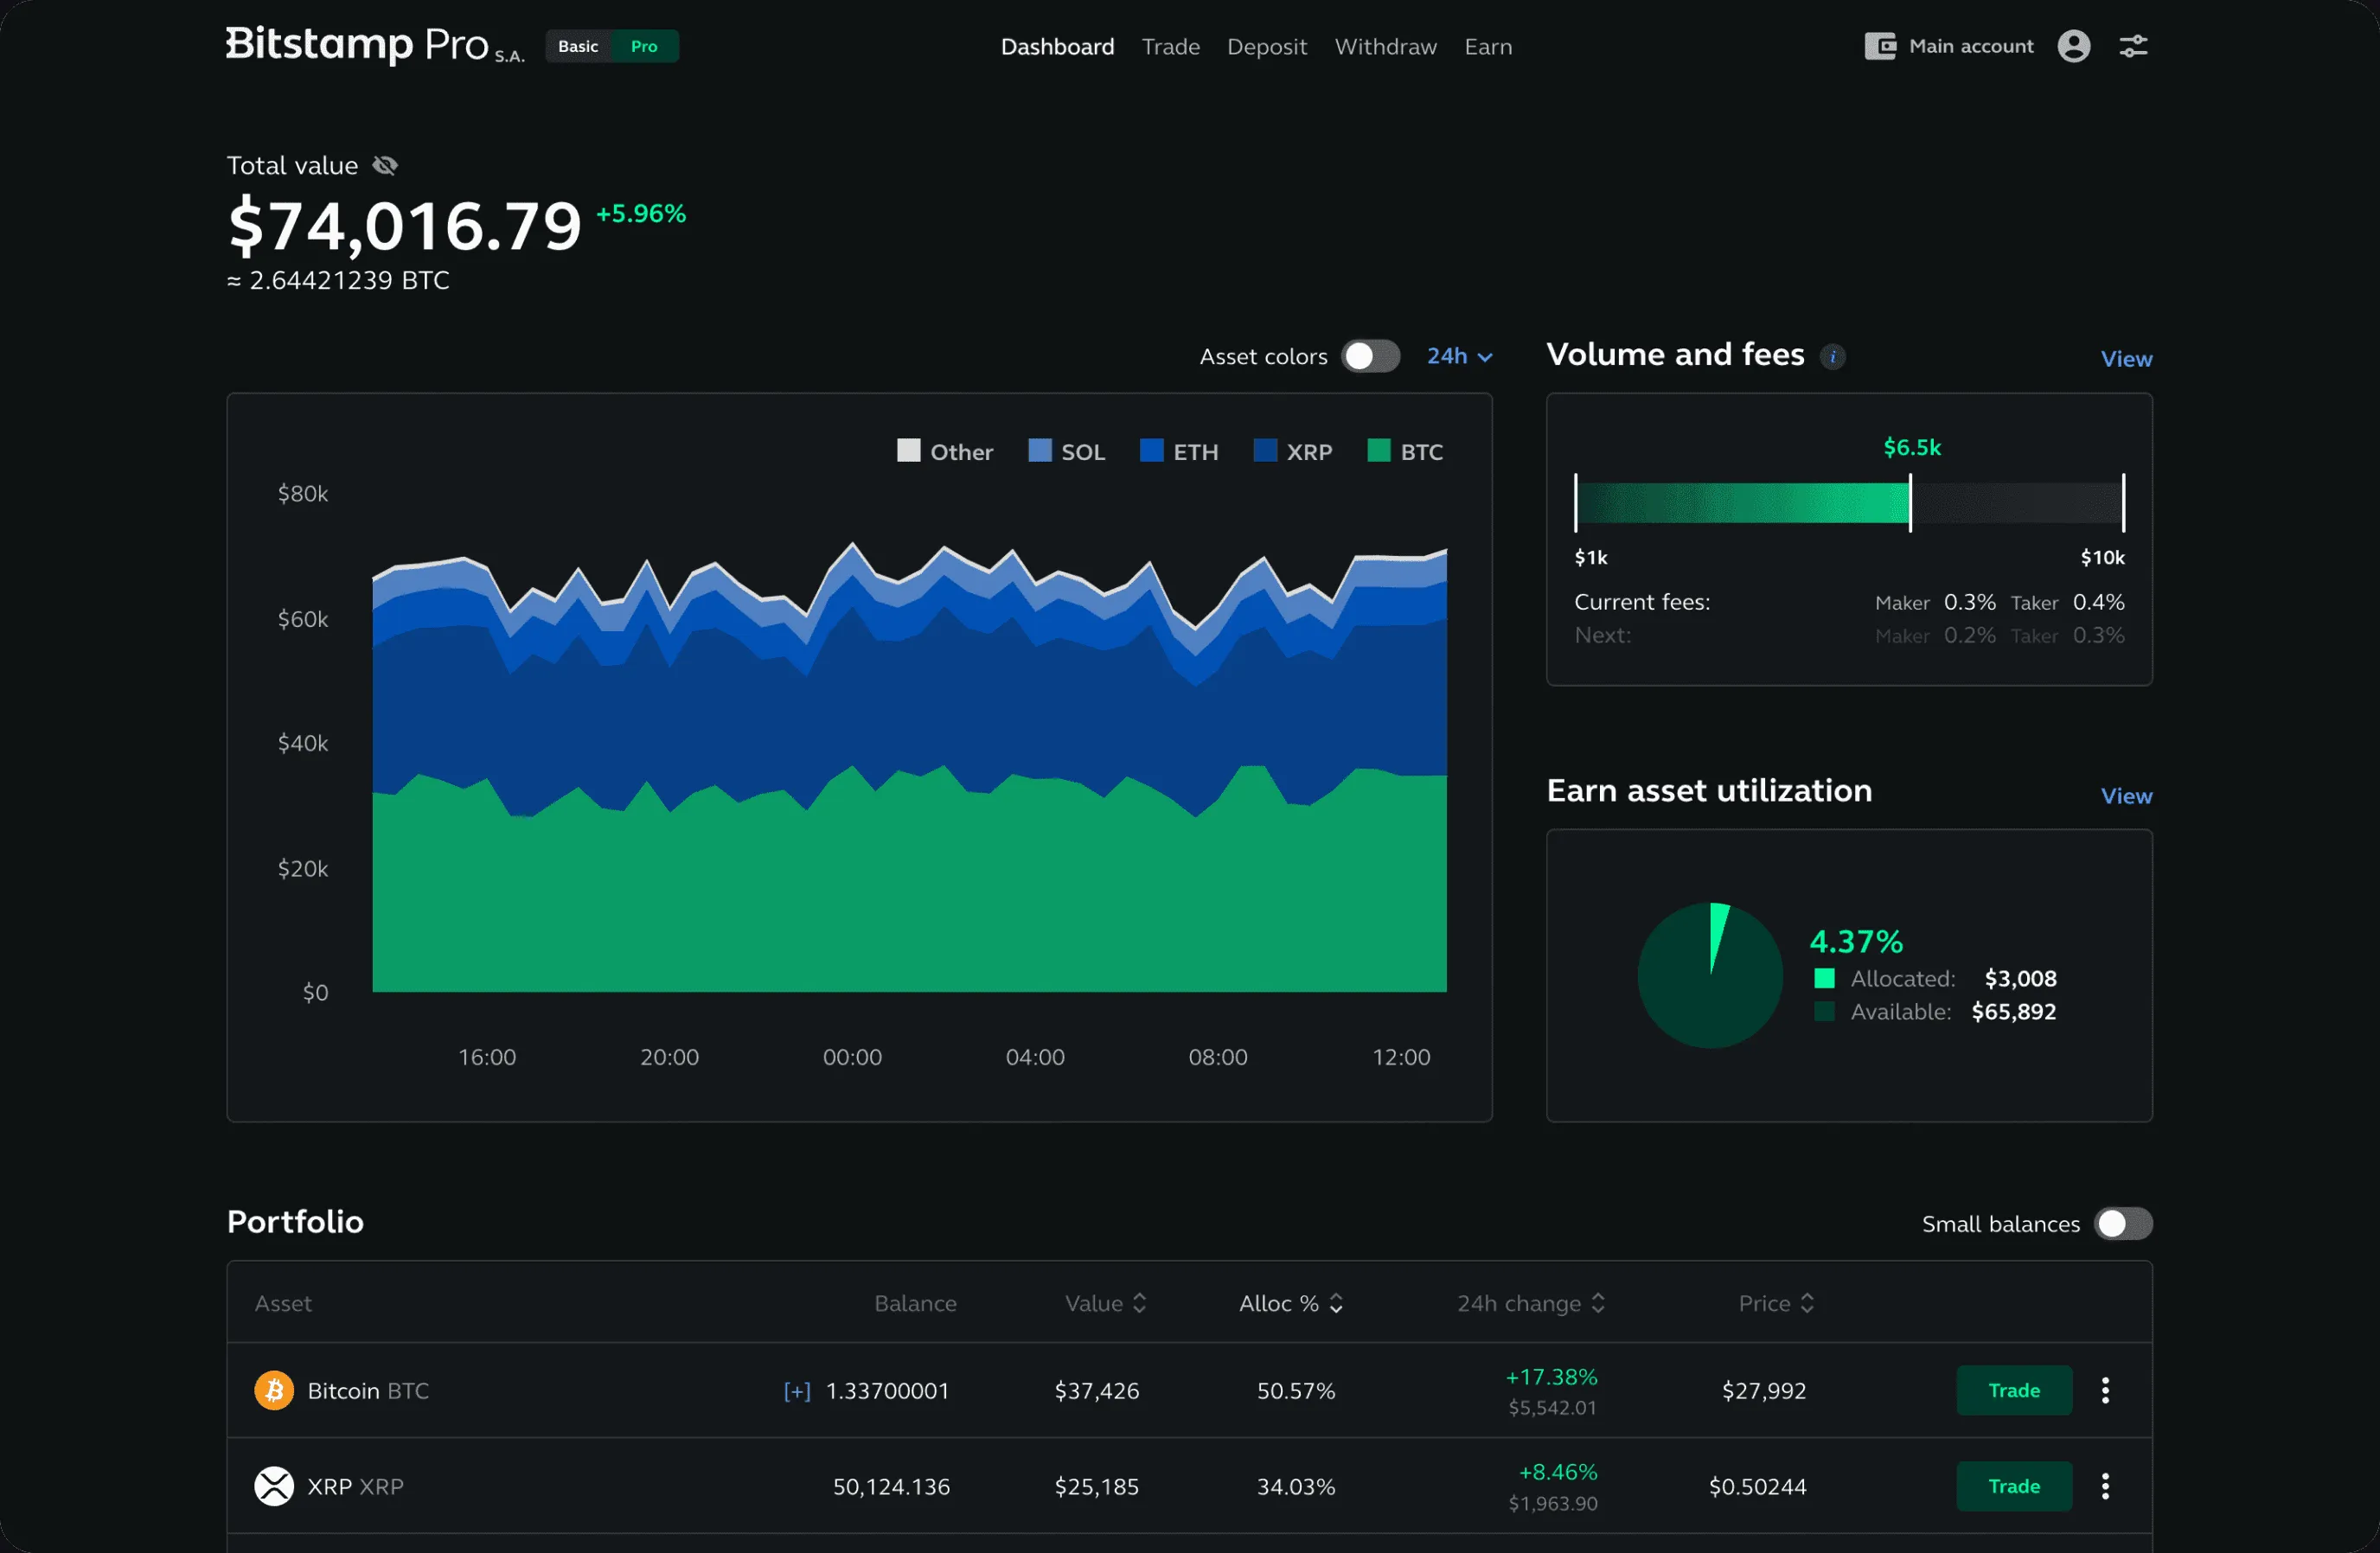 Bitstamp Pro S.A. Basic Pro Dashboard Trade Deposit Withdraw Earn Main account
Total value
$74,016.79 +5.96%
≈ 2.64421239 BTC
Asset colors 24h
Other SOL ETH XRP BTC
$80k
$60k
$40k
$20k
$0
16:00 20:00 00:00 04:00 08:00 12:00
Volume and fees i View
$6.5k
$1k $10k
Current fees: Maker 0.3% Taker 0.4%
Next: Maker 0.2% Taker 0.3%
Earn asset utilization View
4.37%
Allocated: $3,008
Available: $65,892
Portfolio Small balances
Asset Balance Value Alloc % 24h change Price
Bitcoin BTC [+] 1.33700001 $37,426 50.57% +17.38% $27,992 Trade
$5,542.01
XRP XRP 50,124.136 $25,185 34.03% +8.46% $0.50244 Trade
$1,963.90